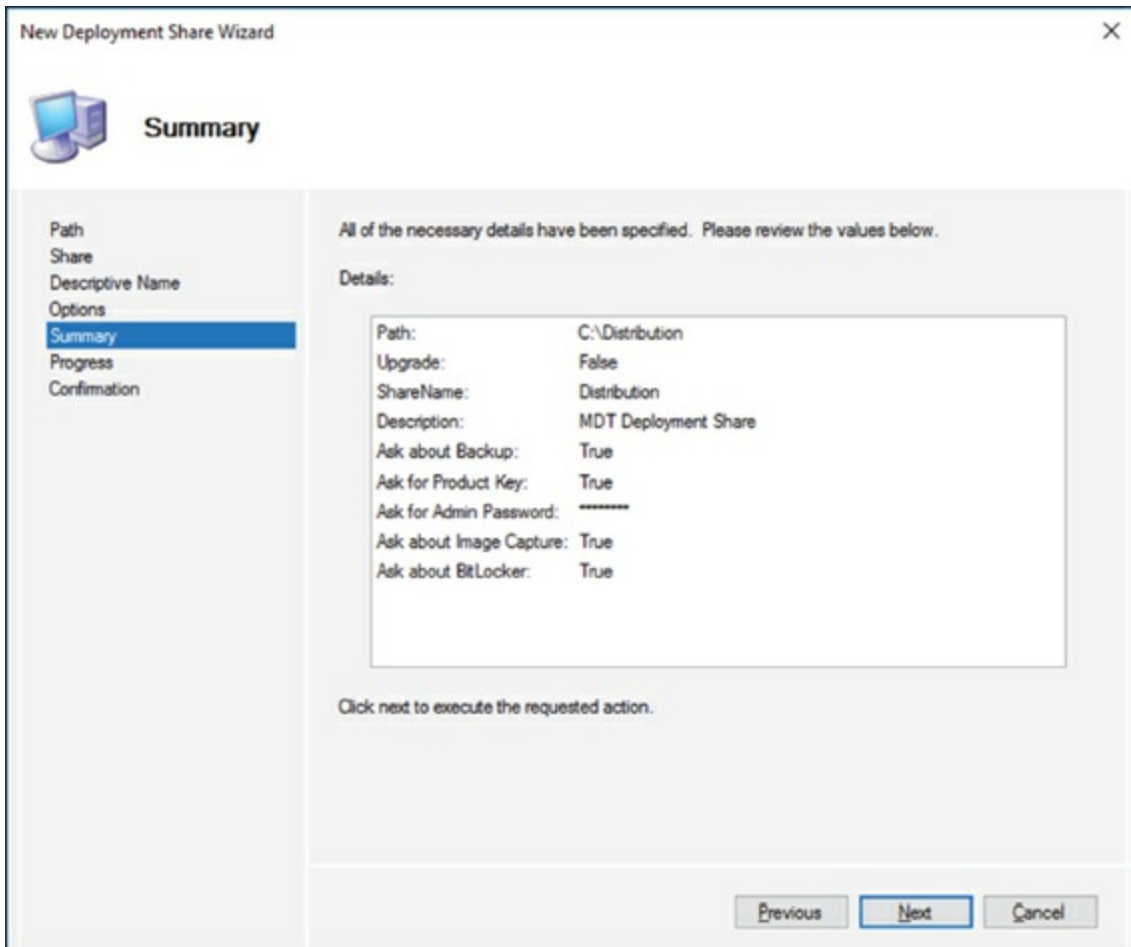 New Deployment Share Wizard
Summary
Path
Share
Descriptive Name
Options
Summary
Progress
Confirmation
All of the necessary details have been specified. Please review the values below.
Details:
Path: C:\Distribution
Upgrade: False
ShareName: Distribution
Description: MDT Deployment Share
Ask about Backup: True
Ask for Product Key: True
Ask for Admin Password: ********
Ask about Image Capture: True
Ask about BitLocker: True
Click next to execute the requested action.
Previous Next Cancel